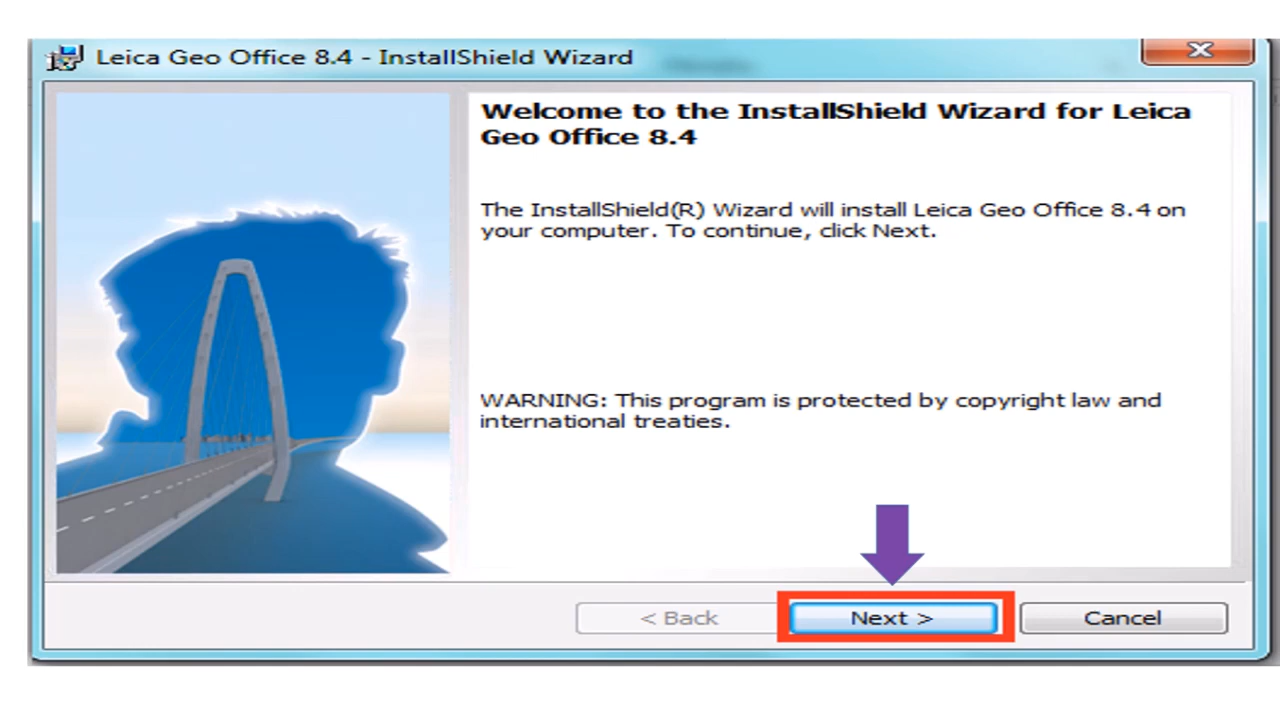 Leica Geo Office 8.4 - InstallShield Wizard
Welcome to the InstallShield Wizard for Leica
Geo Office 8.4
The InstallShield(R) Wizard will install Leica Geo Office 8.4 on
your computer. To continue, click Next.
WARNING: This program is protected by copyright law and
international treaties.
< Back
Next >
Cancel